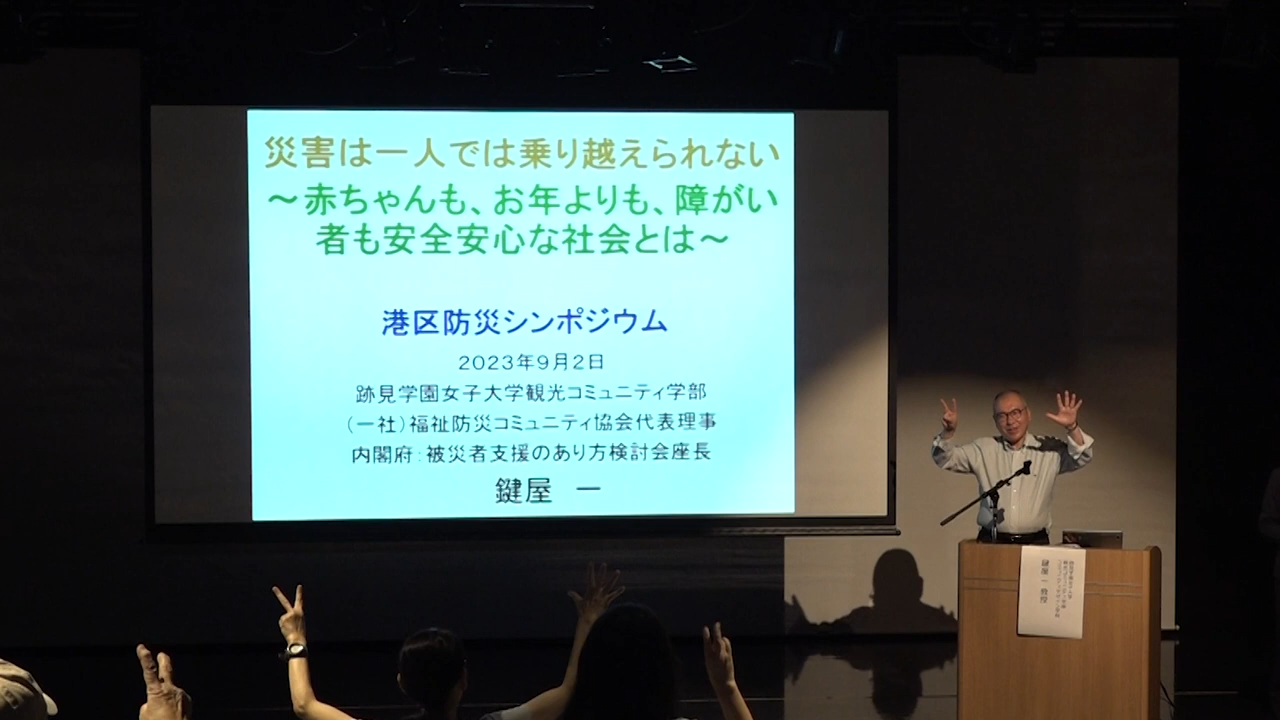 災害は一人では乗り越えられない
～赤ちゃんも、お年よりも、障がい
者も安全安心な社会とは～
港区防災シンポジウム
2023年9月2日
跡見学園女子大学観光コミュニティ学部
（一社）福祉防災コミュニティ協会代表理事
内閣府：被災者支援のあり方検討会座長
鍵屋　一
鍵屋 一 教授